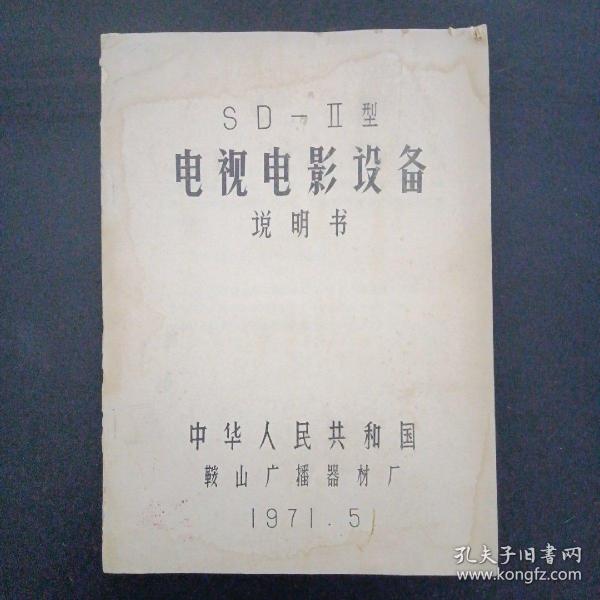 SD-II型
电视电影设备
说明书
中华人民共和国
鞍山广播器材厂
1971.5
孔夫子旧书网
www.kongfz.com